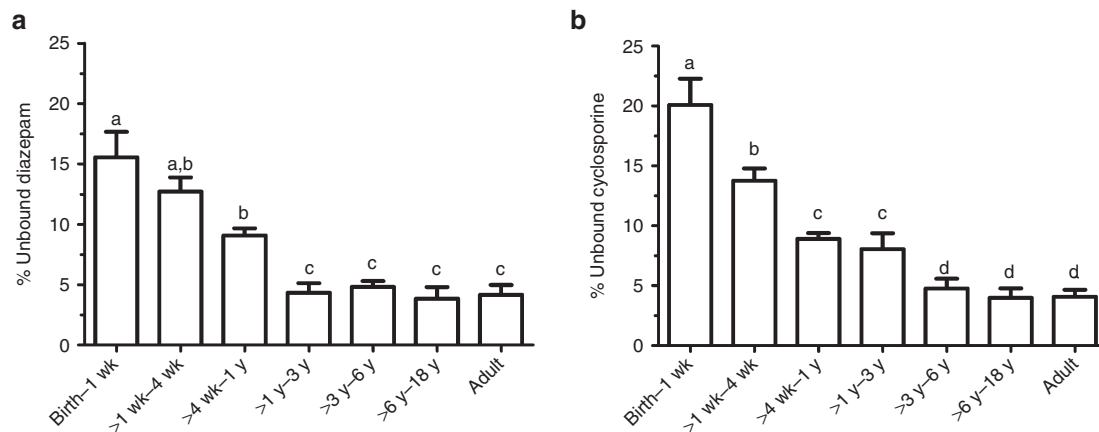 a
% Unbound diazepam
25
20
15
10
5
0
a
a,b
b
c
c
c
c
Birth–1 wk
>1 wk–4 wk
>4 wk–1 y
>1 y–3 y
>3 y–6 y
>6 y–18 y
Adult
b
% Unbound cyclosporine
25
20
15
10
5
0
a
b
c
c
d
d
d
Birth–1 wk
>1 wk–4 wk
>4 wk–1 y
>1 y–3 y
>3 y–6 y
>6 y–18 y
Adult